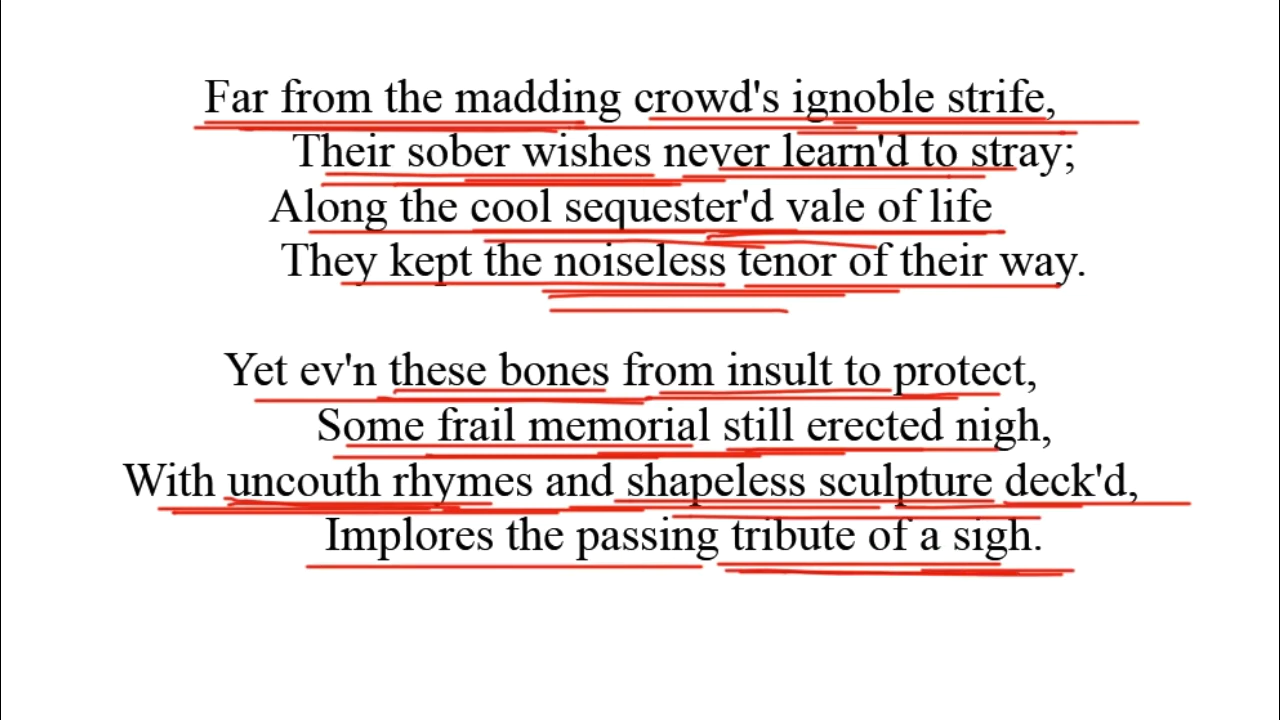 Far from the madding crowd's ignoble strife,
Their sober wishes never learn'd to stray;
Along the cool sequester'd vale of life
They kept the noiseless tenor of their way.
Yet ev'n these bones from insult to protect,
Some frail memorial still erected nigh,
With uncouth rhymes and shapeless sculpture deck'd,
Implores the passing tribute of a sigh.